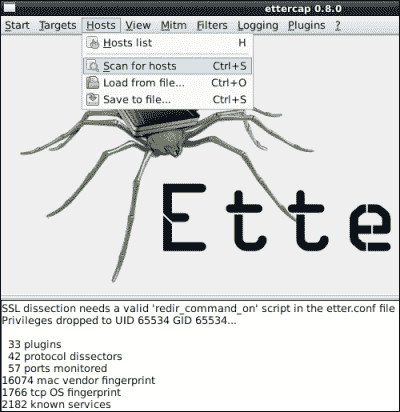 ettercap 0.8.0
Start Targets Hosts View Mitm Filters Logging Plugins ?
Hosts list H
Scan for hosts Ctrl+S
Load from file... Ctrl+O
Save to file... Ctrl+S
Ette
SSL dissection needs a valid 'redir_command_on' script in the etter.conf file
Privileges dropped to UID 65534 GID 65534...
33 plugins
42 protocol dissectors
57 ports monitored
16074 mac vendor fingerprint
1766 tcp OS fingerprint
2182 known services